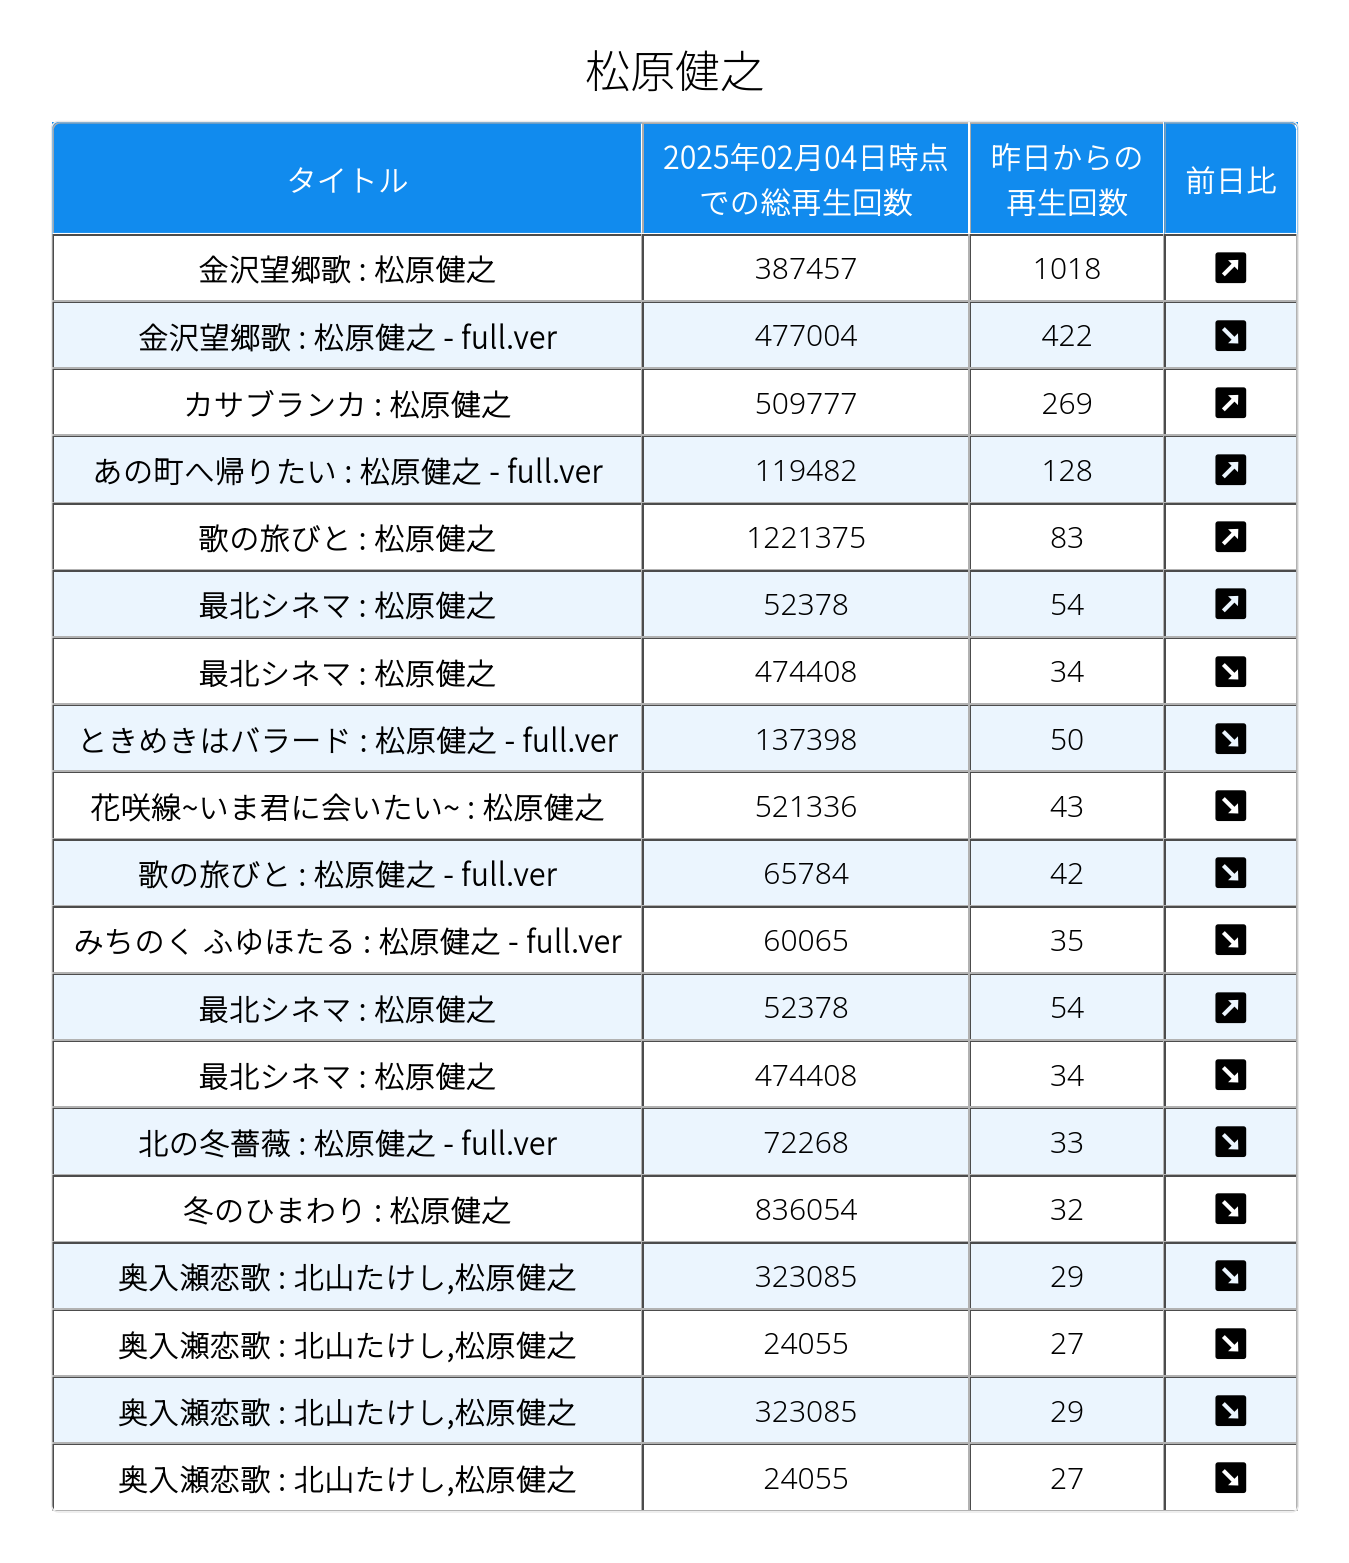 松原健之
タイトル 2025年02月04日時点での総再生回数 昨日からの再生回数 前日比
金沢望郷歌 : 松原健之 387457 1018 ↗
金沢望郷歌 : 松原健之 - full.ver 477004 422 ↘
カサブランカ : 松原健之 509777 269 ↗
あの町へ帰りたい : 松原健之 - full.ver 119482 128 ↗
歌の旅びと : 松原健之 1221375 83 ↗
最北シネマ : 松原健之 52378 54 ↗
最北シネマ : 松原健之 474408 34 ↘
ときめきはバラード : 松原健之 - full.ver 137398 50 ↘
花咲線~いま君に会いたい~ : 松原健之 521336 43 ↘
歌の旅びと : 松原健之 - full.ver 65784 42 ↘
みちのく ふゆほたる : 松原健之 - full.ver 60065 35 ↘
最北シネマ : 松原健之 52378 54 ↗
最北シネマ : 松原健之 474408 34 ↘
北の冬薔薇 : 松原健之 - full.ver 72268 33 ↘
冬のひまわり : 松原健之 836054 32 ↘
奥入瀬恋歌 : 北山たけし,松原健之 323085 29 ↘
奥入瀬恋歌 : 北山たけし,松原健之 24055 27 ↘
奥入瀬恋歌 : 北山たけし,松原健之 323085 29 ↘
奥入瀬恋歌 : 北山たけし,松原健之 24055 27 ↘